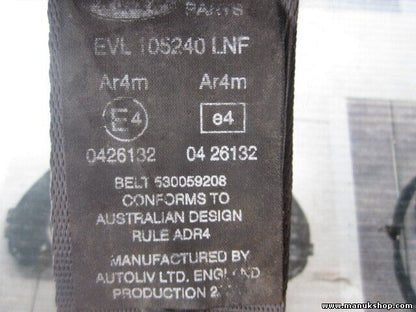 PARTS
EVL 105240 LNF
Ar4m Ar4m
E4 e4
0426132 04 26132
BELT 530059208
CONFORMS TO
AUSTRALIAN DESIGN
RULE ADR4
MANUFACTURED BY
AUTOLIV LTD. ENGLAND
PRODUCTION
https://www.manukshop.com/